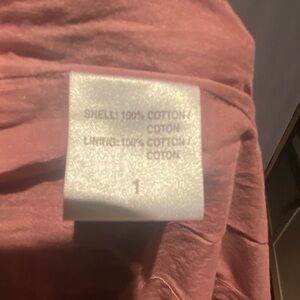 SHELL: 100% COTTON /
COTON
LINING: 100% COTTON /
COTON
1